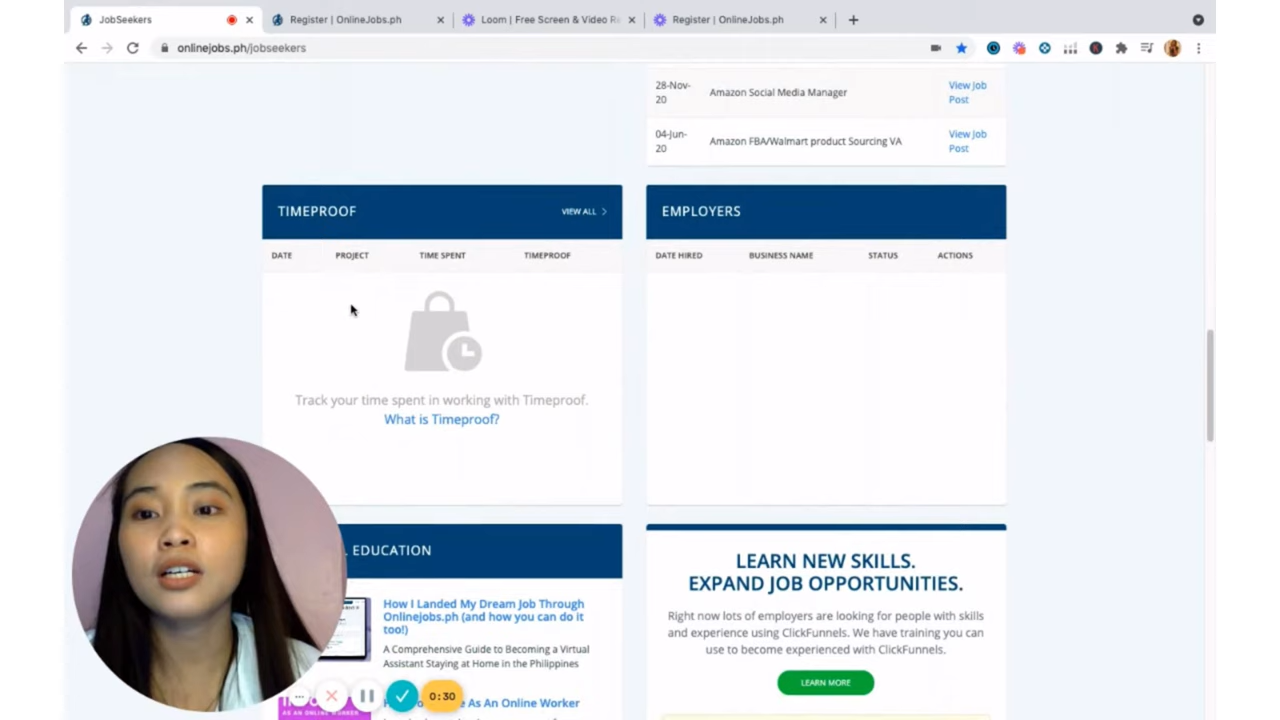 JobSeekers
Register | OnlineJobs.ph
Loom | Free Screen & Video Re
Register | OnlineJobs.ph
onlinejobs.ph/jobseekers
28-Nov-
20
Amazon Social Media Manager
View Job
Post
04-Jun-
20
Amazon FBA/Walmart product Sourcing VA
View Job
Post
TIMEPROOF
VIEW ALL
DATE PROJECT TIME SPENT TIMEPROOF
Track your time spent in working with Timeproof.
What is Timeproof?
EMPLOYERS
DATE HIRED BUSINESS NAME STATUS ACTIONS
EDUCATION
How I Landed My Dream Job Through
Onlinejobs.ph (and how you can do it
too!)
A Comprehensive Guide to Becoming a Virtual
Assistant Staying at Home in the Philippines
As An Online Worker
AS AN ONLINE WORKER
LEARN NEW SKILLS.
EXPAND JOB OPPORTUNITIES.
Right now lots of employers are looking for people with skills
and experience using ClickFunnels. We have training you can
use to become experienced with ClickFunnels.
LEARN MORE
0:30